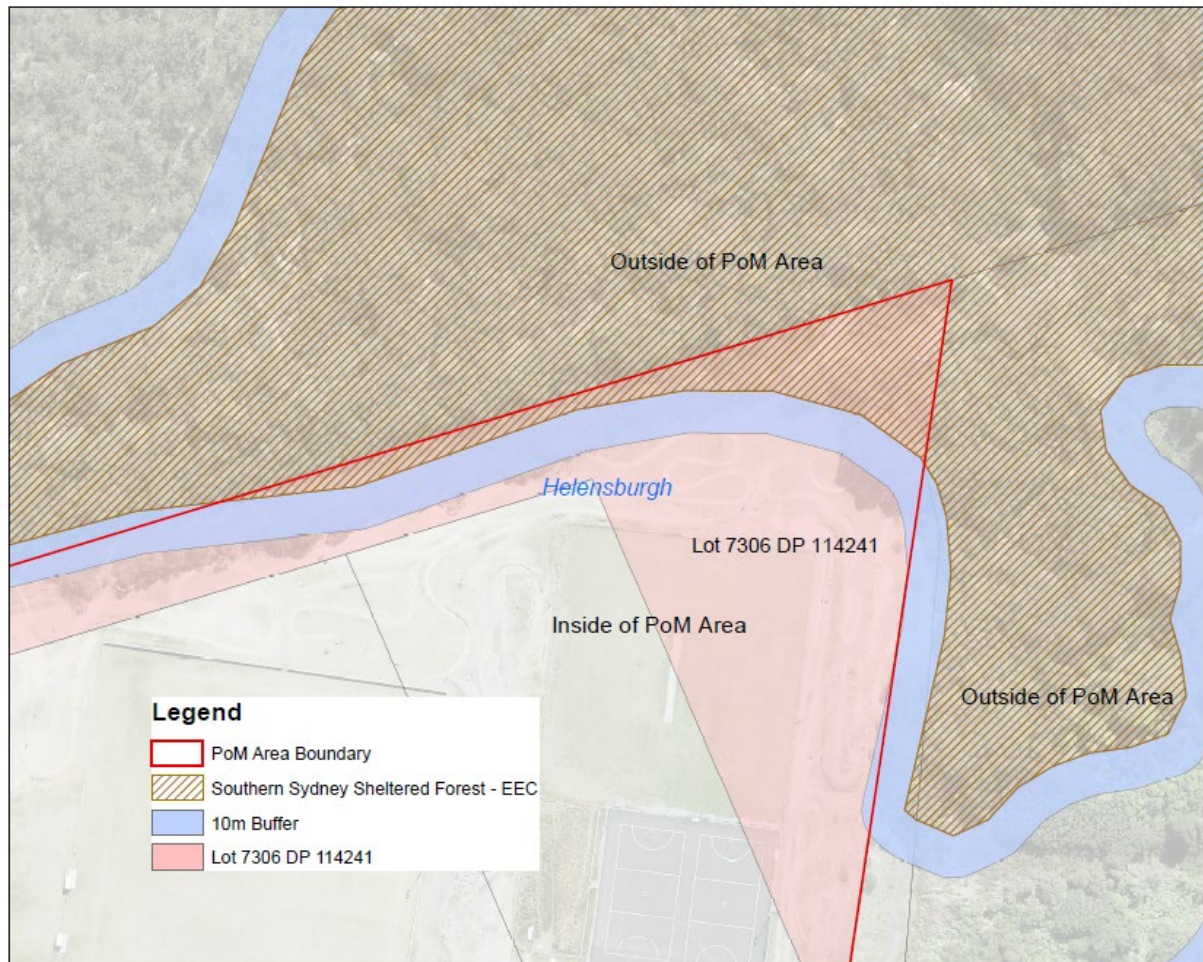 Outside of PoM Area
Helensburgh
Lot 7306 DP 114241
Inside of PoM Area
Outside of PoM Area
Legend
PoM Area Boundary
Southern Sydney Sheltered Forest - EEC
10m Buffer
Lot 7306 DP 114241